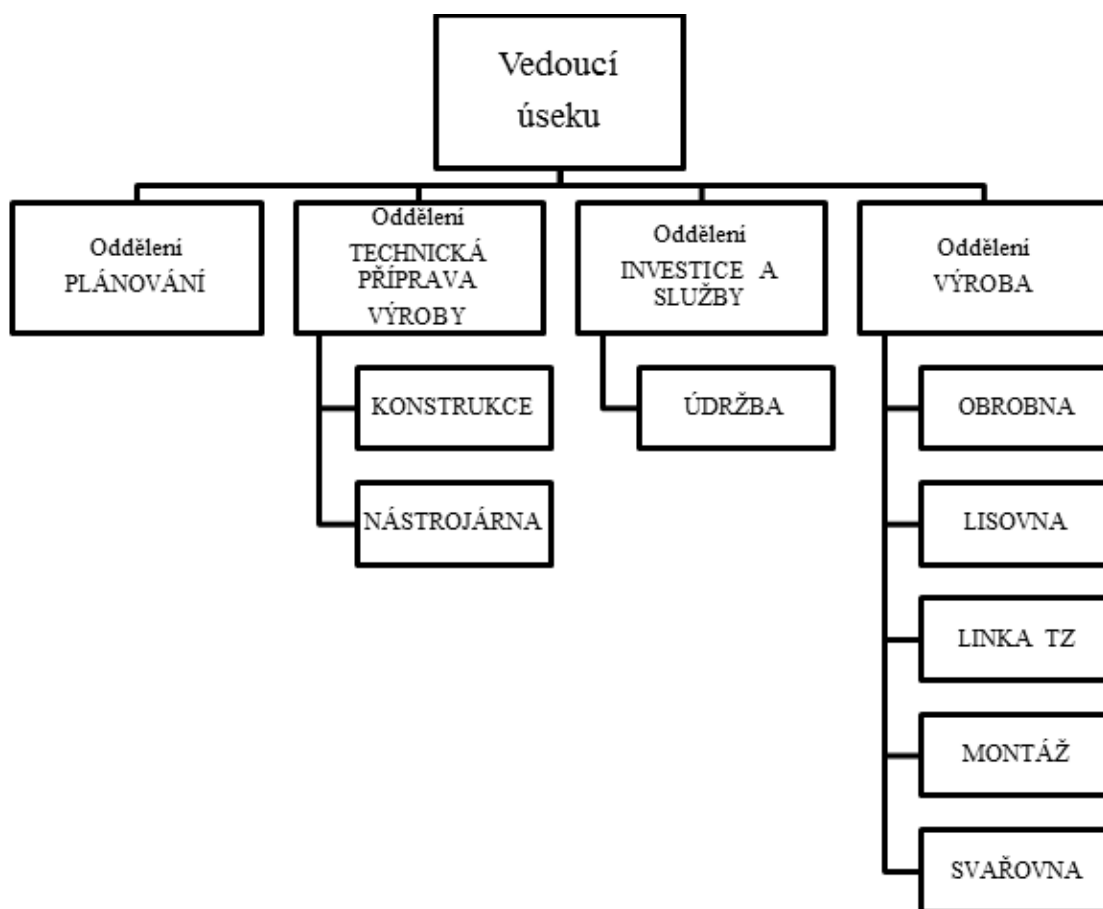 Vedoucí
úseku
Oddělení
PLÁNOVÁNÍ
Oddělení
TECHNICKÁ
PŘÍPRAVA
VÝROBY
Oddělení
INVESTICE A
SLUŽBY
Oddělení
VÝROBA
KONSTRUKCE
NÁSTROJÁRNA
ÚDRŽBA
OBROBNA
LISOVNA
LINKA TZ
MONTÁŽ
SVAŘOVNA